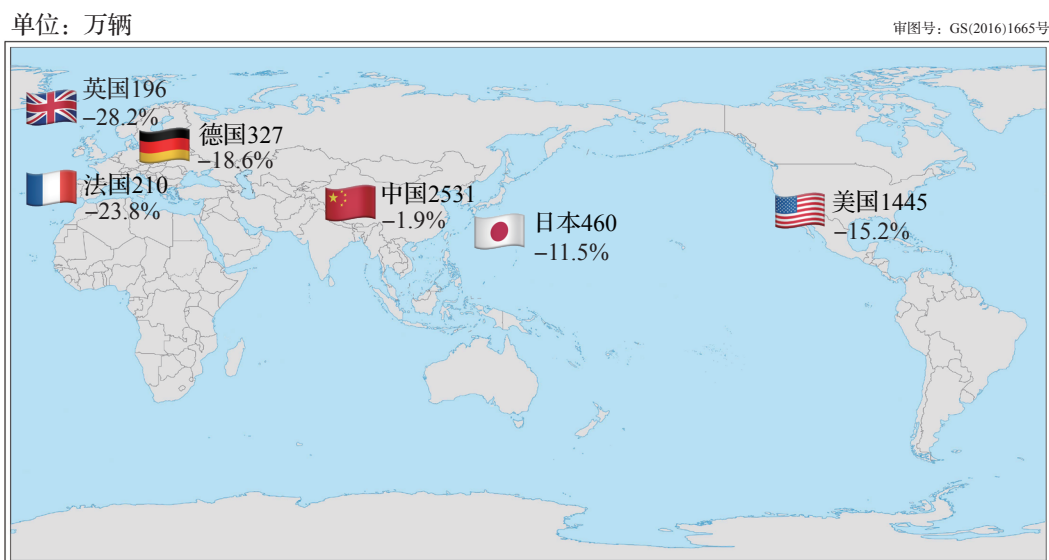 单位：万辆
审图号：GS(2016)1665号
英国196
−28.2%
德国327
−18.6%
法国210
−23.8%
中国2531
−1.9%
日本460
−11.5%
美国1445
−15.2%